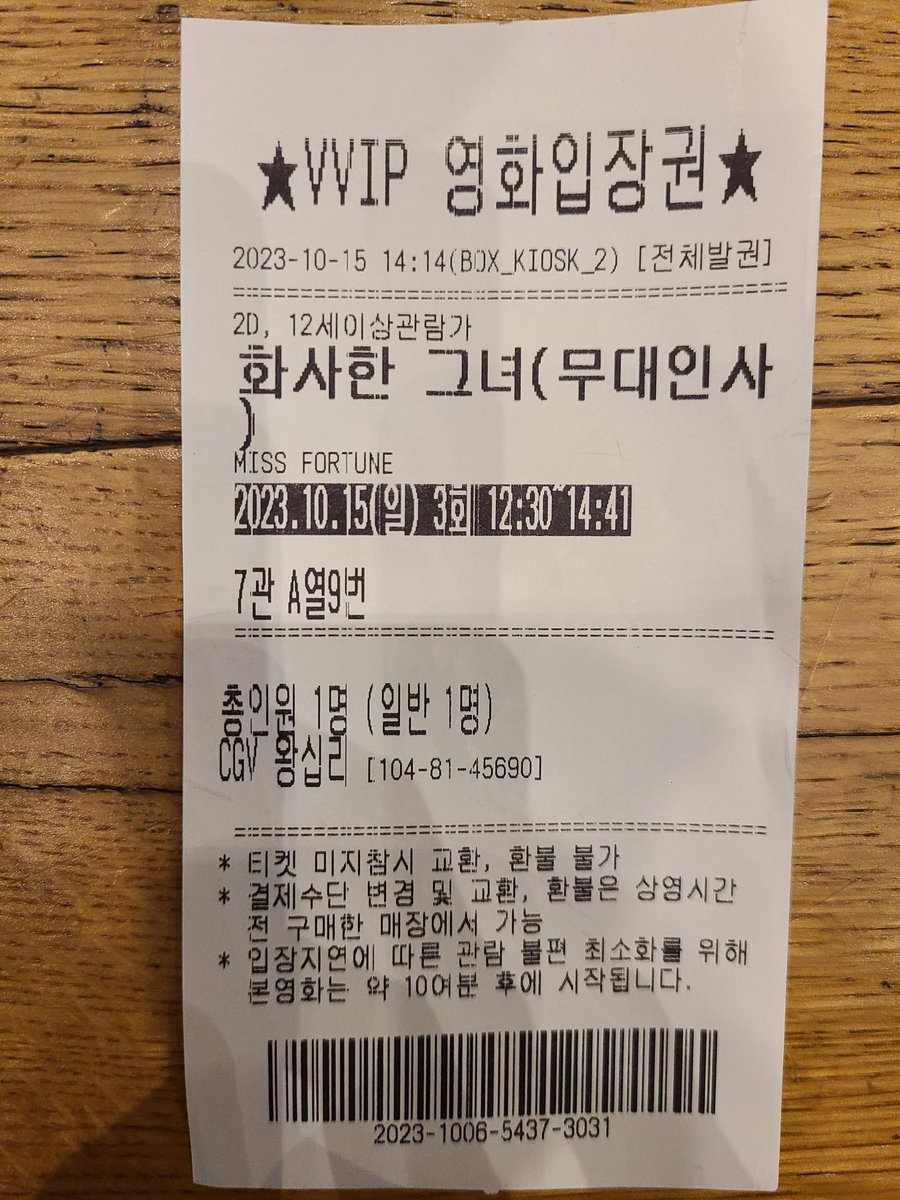 ★VVIP 영화입장권★
2023-10-15 14:14(BOX_KIOSK_2) [전체발권]
2D, 12세이상관람가
화사한 그녀(무대인사
)
MISS FORTUNE
2023.10.15(일) 3회 12:30~14:41
7관 A열9번
총인원 1명 (일반 1명)
CGV 왕십리 [104-81-45690]
* 티켓 미지참시 교환, 환불 불가
* 결제수단 변경 및 교환, 환불은 상영시간
전 구매한 매장에서 가능
* 입장지연에 따른 관람 불편 최소화를 위해
본영화는 약 10여분 후에 시작됩니다.
2023-1006-5437-3031